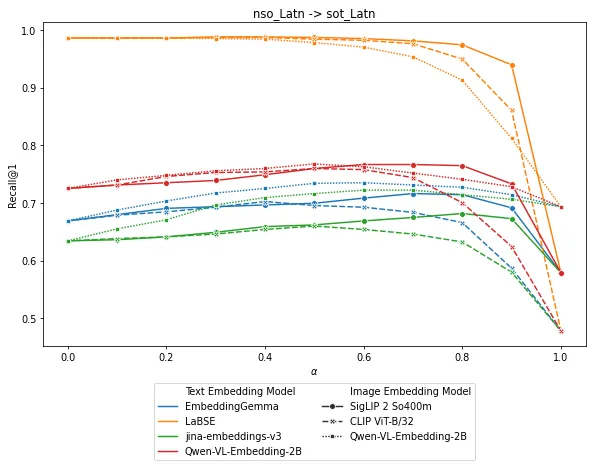 nso_Latn -> sot_Latn
1.0
0.9
0.8
0.7
0.6
0.5
Recall@1
0.0 0.2 0.4 0.6 0.8 1.0
α
Text Embedding Model
EmbeddingGemma
LaBSE
jina-embeddings-v3
Qwen-VL-Embedding-2B
Image Embedding Model
SigLIP 2 So400m
CLIP ViT-B/32
Qwen-VL-Embedding-2B